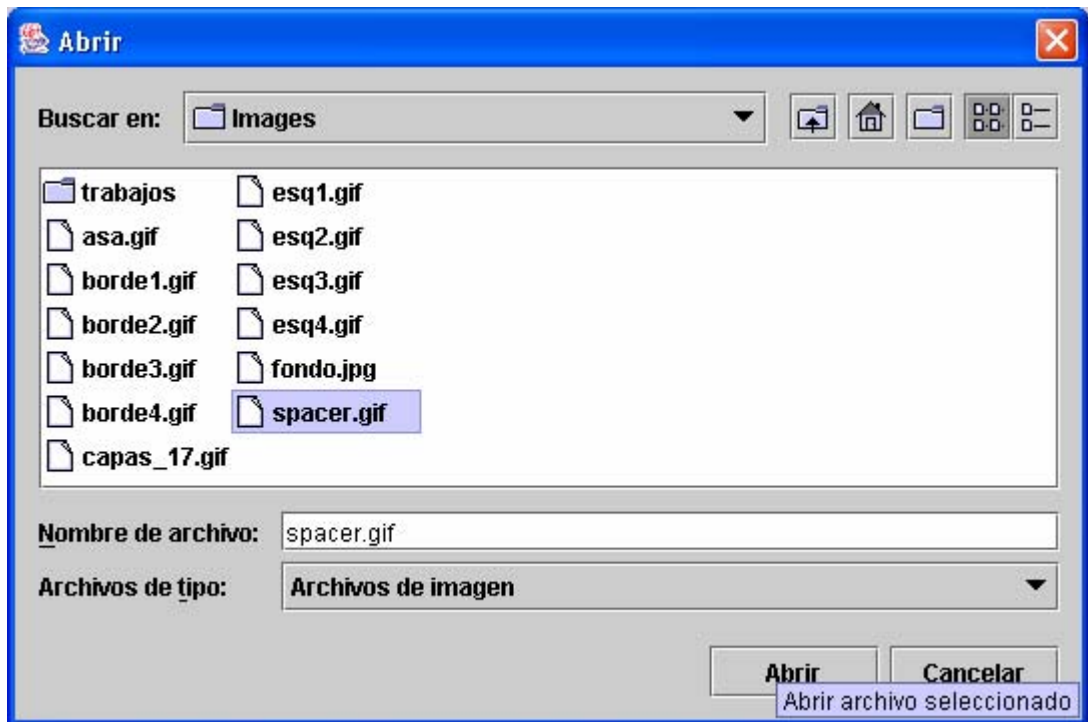 Abrir
Buscar en: Images
trabajos esq1.gif
asa.gif esq2.gif
borde1.gif esq3.gif
borde2.gif esq4.gif
borde3.gif fondo.jpg
borde4.gif spacer.gif
capas_17.gif
Nombre de archivo: spacer.gif
Archivos de tipo: Archivos de imagen
Abrir Cancelar
Abrir archivo seleccionado